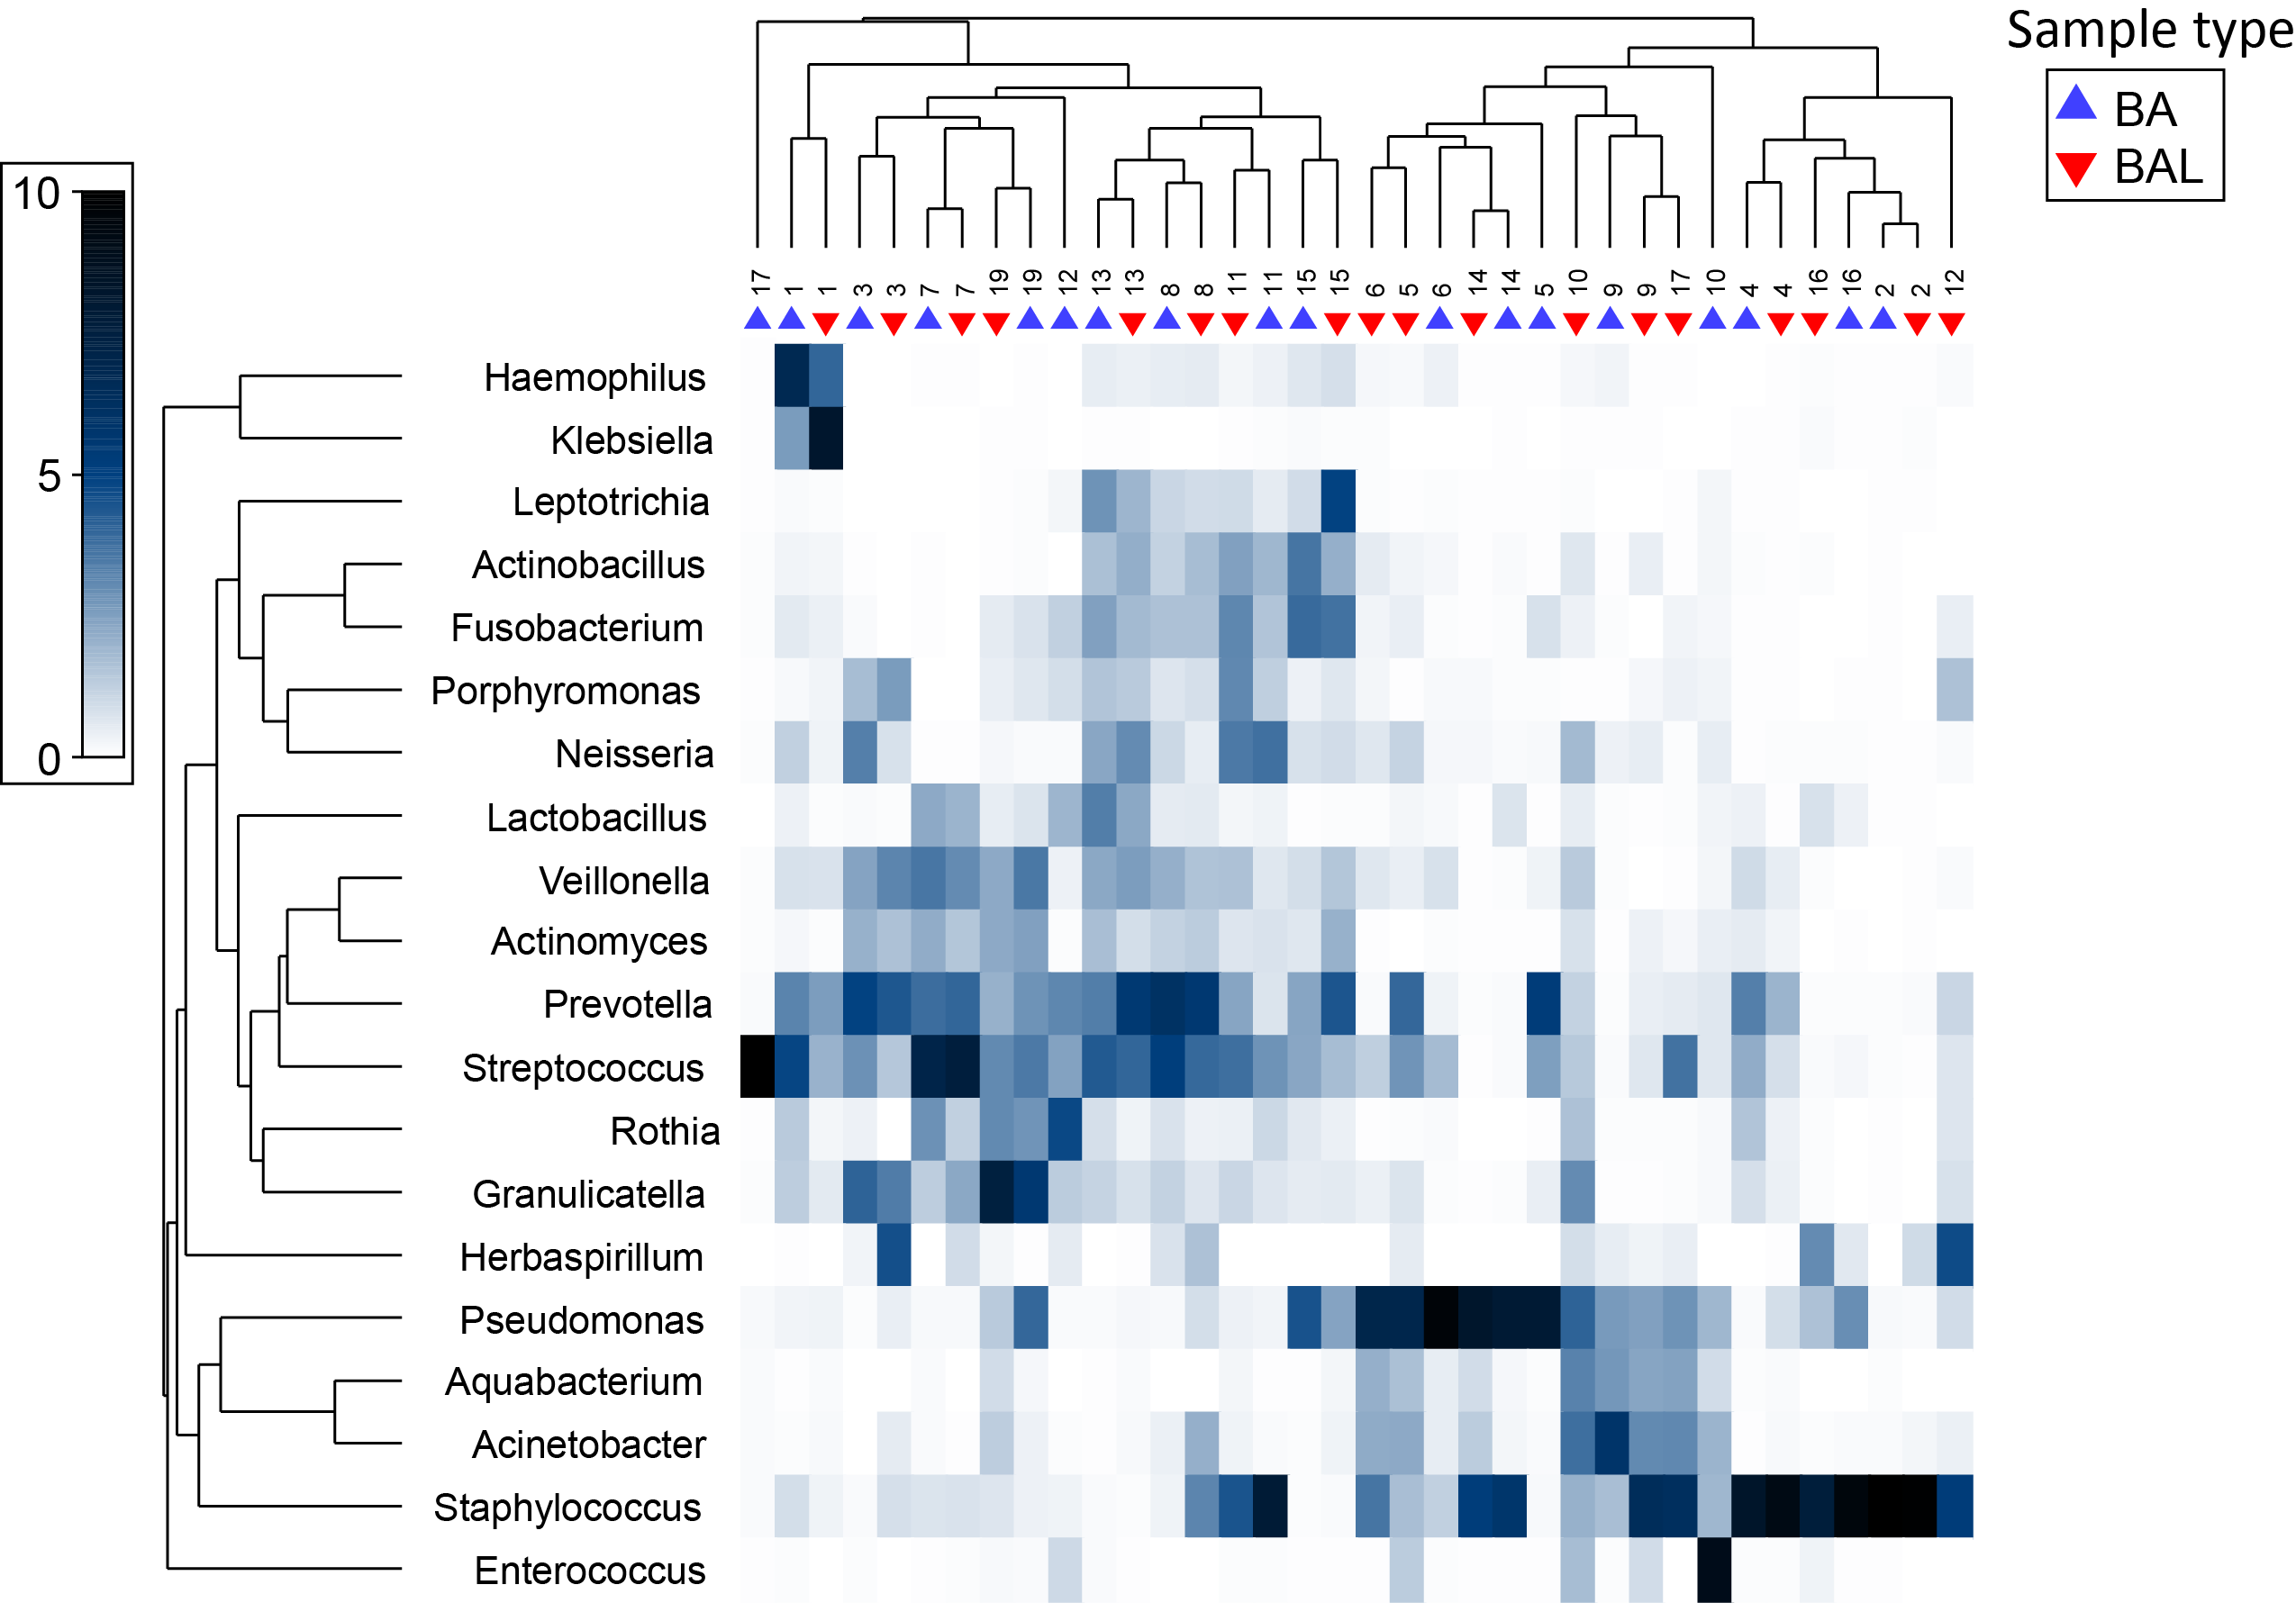 Sample type
BA
BAL
10
5
0
17 1 1 3 3 7 7 19 19 12 13 13 8 8 11 11 15 15 6 5 6 14 14 5 10 9 9 17 10 4 4 16 16 2 2 12
Haemophilus
Klebsiella
Leptotrichia
Actinobacillus
Fusobacterium
Porphyromonas
Neisseria
Lactobacillus
Veillonella
Actinomyces
Prevotella
Streptococcus
Rothia
Granulicatella
Herbaspirillum
Pseudomonas
Aquabacterium
Acinetobacter
Staphylococcus
Enterococcus